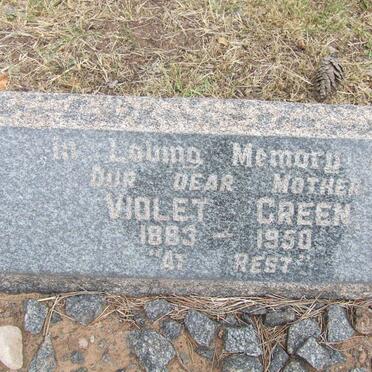 In Loving Memory
OUR DEAR MOTHER
VIOLET GREEN
1883 - 1950
"AT REST"